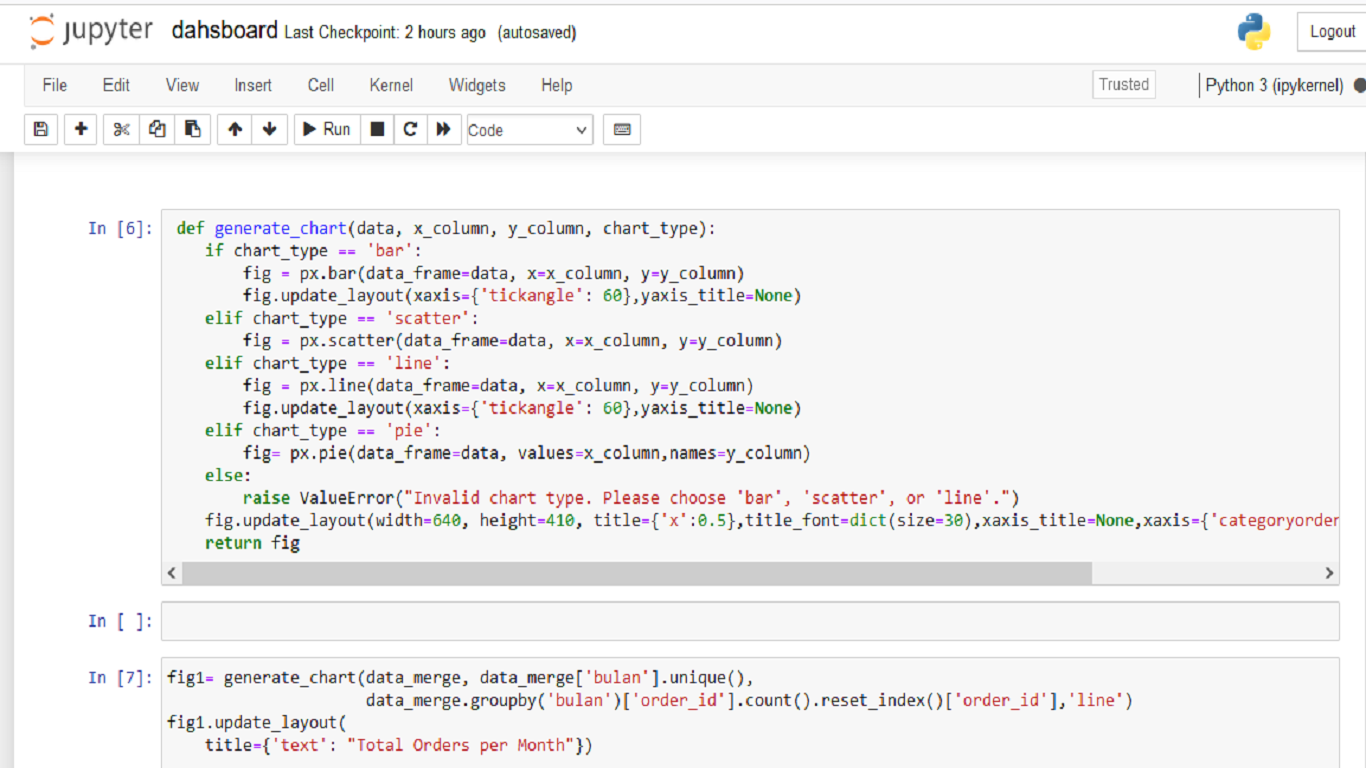 jupyter dahsboard Last Checkpoint: 2 hours ago (autosaved)
Logout
File Edit View Insert Cell Kernel Widgets Help
Trusted
Python 3 (ipykernel)
Run
Code
In [6]:
def generate_chart(data, x_column, y_column, chart_type):
    if chart_type == 'bar':
        fig = px.bar(data_frame=data, x=x_column, y=y_column)
        fig.update_layout(xaxis={'tickangle': 60},yaxis_title=None)
    elif chart_type == 'scatter':
        fig = px.scatter(data_frame=data, x=x_column, y=y_column)
    elif chart_type == 'line':
        fig = px.line(data_frame=data, x=x_column, y=y_column)
        fig.update_layout(xaxis={'tickangle': 60},yaxis_title=None)
    elif chart_type == 'pie':
        fig= px.pie(data_frame=data, values=x_column,names=y_column)
    else:
        raise ValueError("Invalid chart type. Please choose 'bar', 'scatter', or 'line'.")
    fig.update_layout(width=640, height=410, title={'x':0.5},title_font=dict(size=30),xaxis_title=None,xaxis={'categoryorder
    return fig
In [ ]:
In [7]:
fig1= generate_chart(data_merge, data_merge['bulan'].unique(),
                     data_merge.groupby('bulan')['order_id'].count().reset_index()['order_id'],'line')
fig1.update_layout(
    title={'text': "Total Orders per Month"})